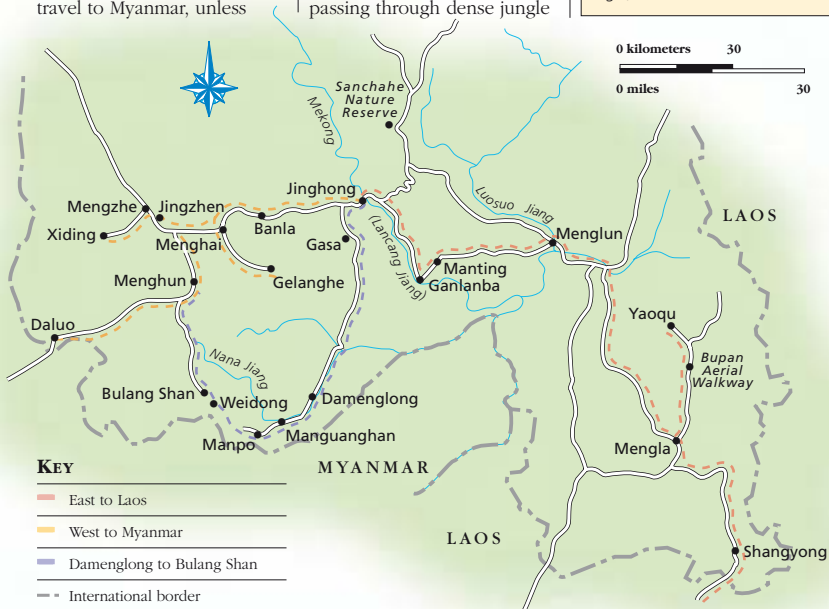 travel to Myanmar, unless
passing through dense jungle
0 kilometers 30
0 miles 30
Sanchahe
Nature
Reserve
Mekong
Jinghong
Mengzhe
Jingzhen
Luosuo Jiang
LAOS
Xiding
Menghai
Banla
Gasa
(Lancang Jiang)
Menglun
Manting
Ganlanba
Gelanghe
Menghun
Yaoqu
Daluo
Bupan
Aerial
Walkway
Nana Jiang
Bulang Shan
Weidong
Damenglong
Manguanghan
Manpo
Mengla
MYANMAR
LAOS
Shangyong
KEY
East to Laos
West to Myanmar
Damenglong to Bulang Shan
International border